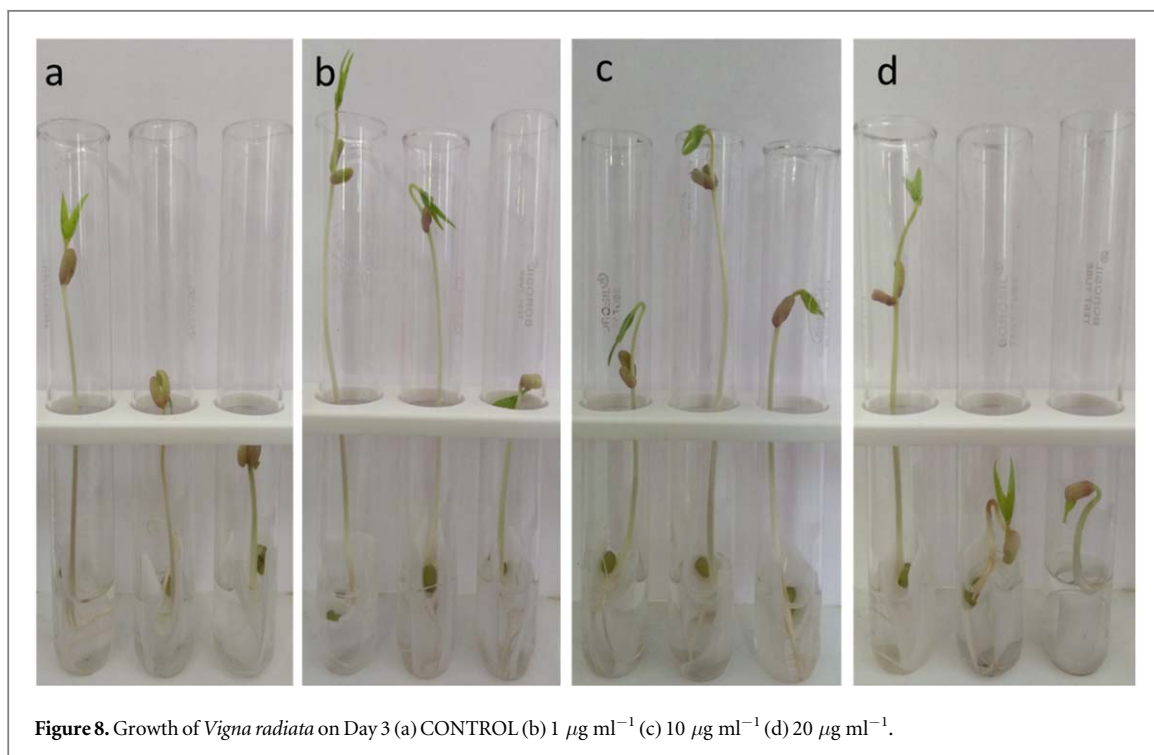 a
b
c
d
BOROSIL
Figure 8. Growth of Vigna radiata on Day 3 (a) CONTROL (b) 1 μg ml⁻¹ (c) 10 μg ml⁻¹ (d) 20 μg ml⁻¹.